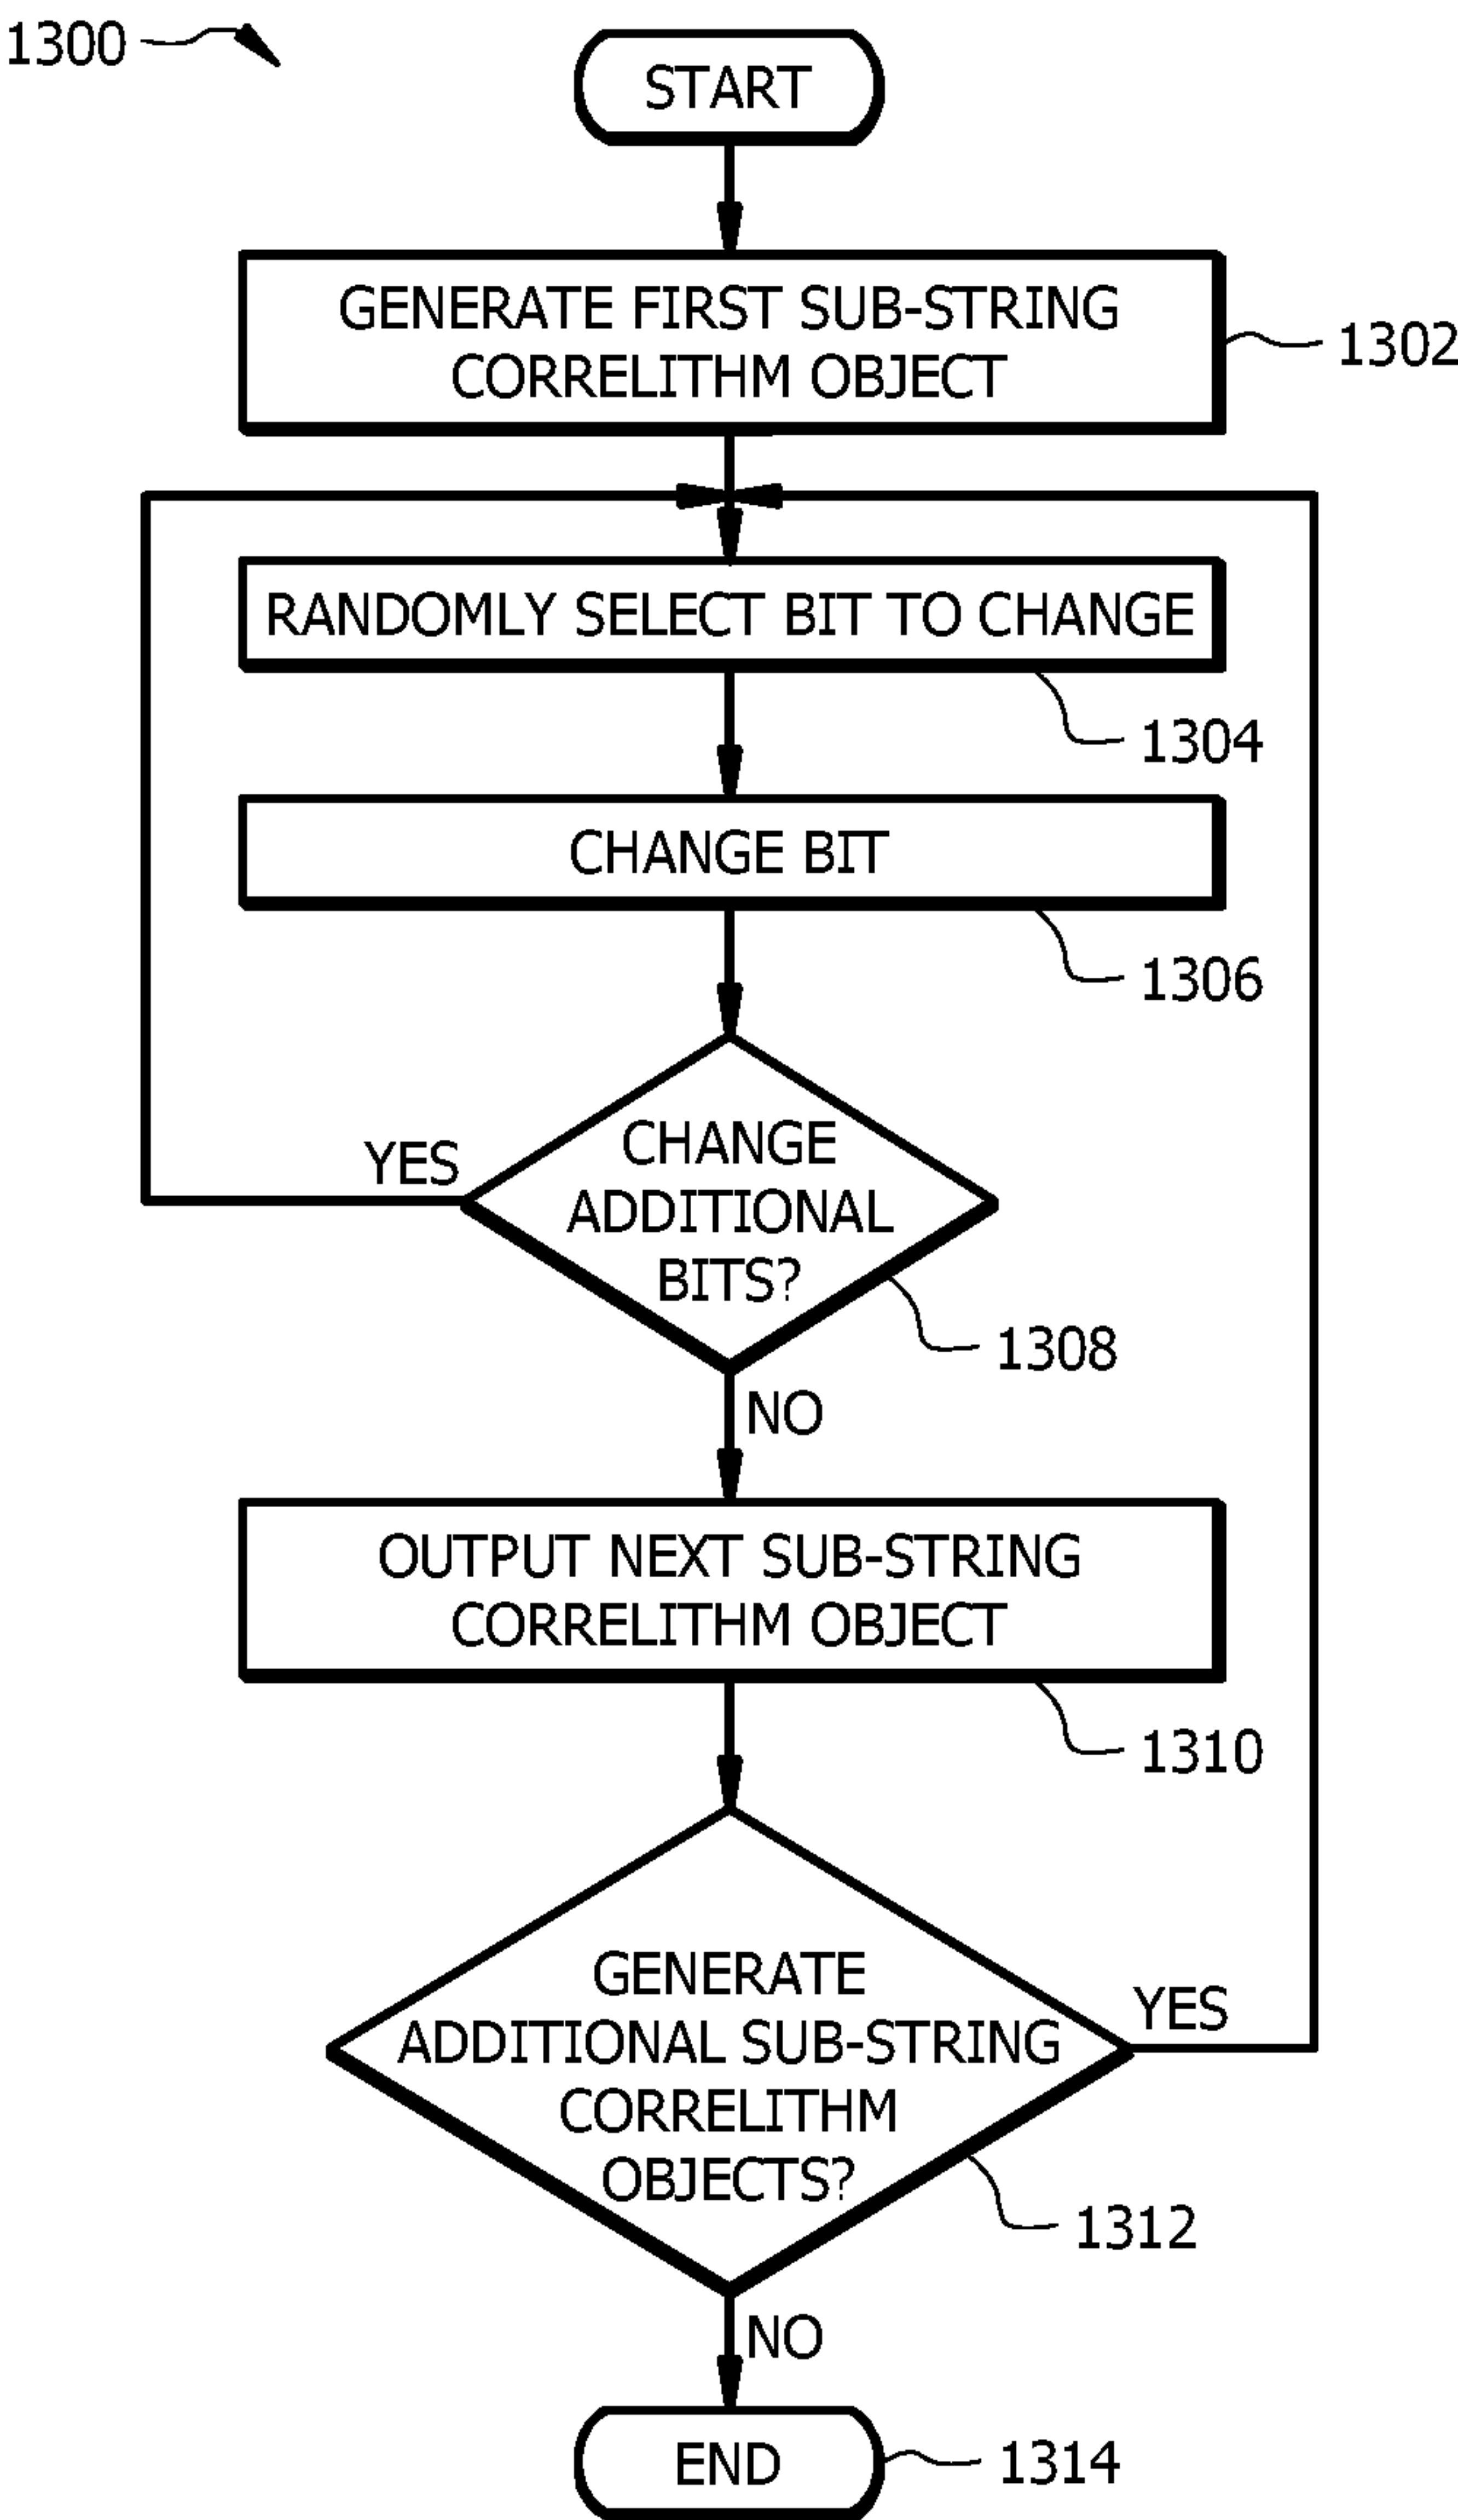 1300
START
GENERATE FIRST SUB-STRING
CORRELITHM OBJECT
1302
RANDOMLY SELECT BIT TO CHANGE
1304
CHANGE BIT
1306
CHANGE
ADDITIONAL
BITS?
YES
1308
NO
OUTPUT NEXT SUB-STRING
CORRELITHM OBJECT
1310
GENERATE
ADDITIONAL SUB-STRING
CORRELITHM
OBJECTS?
YES
1312
NO
END
1314